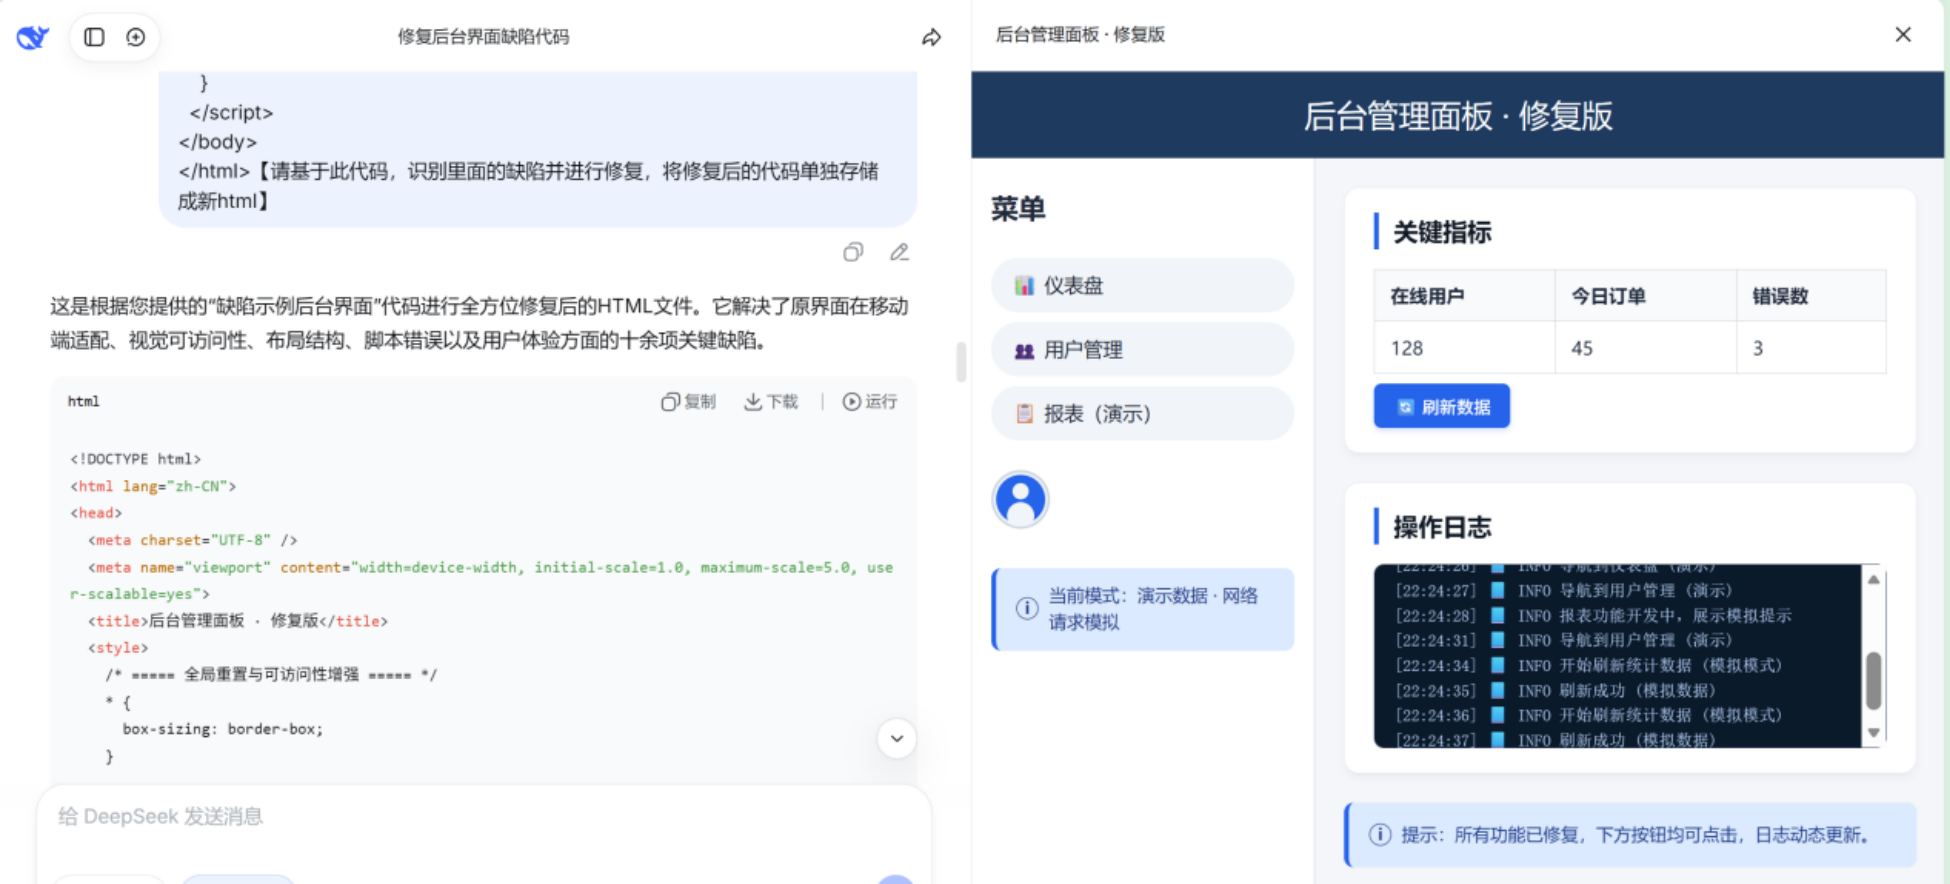 修复后台界面缺陷代码
}
</script>
</body>
</html>【请基于此代码，识别里面的缺陷并进行修复，将修复后的代码单独存储
成新html】
这是根据您提供的“缺陷示例后台界面”代码进行全方位修复后的HTML文件。它解决了原界面在移动
端适配、视觉可访问性、布局结构、脚本错误以及用户体验方面的十余项关键缺陷。
html
复制 下载 运行
<!DOCTYPE html>
<html lang="zh-CN">
<head>
<meta charset="UTF-8" />
<meta name="viewport" content="width=device-width, initial-scale=1.0, maximum-scale=5.0, use
r-scalable=yes">
<title>后台管理面板 · 修复版</title>
<style>
/* ===== 全局重置与可访问性增强 ===== */
* {
box-sizing: border-box;
}
给 DeepSeek 发送消息
后台管理面板 · 修复版
后台管理面板 · 修复版
菜单
仪表盘
用户管理
报表（演示）
当前模式：演示数据 · 网络
请求模拟
关键指标
在线用户 今日订单 错误数
128 45 3
刷新数据
操作日志
[22:24:26] INFO 导航到仪表盘（演示）
[22:24:27] INFO 导航到用户管理（演示）
[22:24:28] INFO 报表功能开发中，展示模拟提示
[22:24:31] INFO 导航到用户管理（演示）
[22:24:34] INFO 开始刷新统计数据（模拟模式）
[22:24:35] INFO 刷新成功（模拟数据）
[22:24:36] INFO 开始刷新统计数据（模拟模式）
[22:24:37] INFO 刷新成功（模拟数据）
提示：所有功能已修复，下方按钮均可点击，日志动态更新。